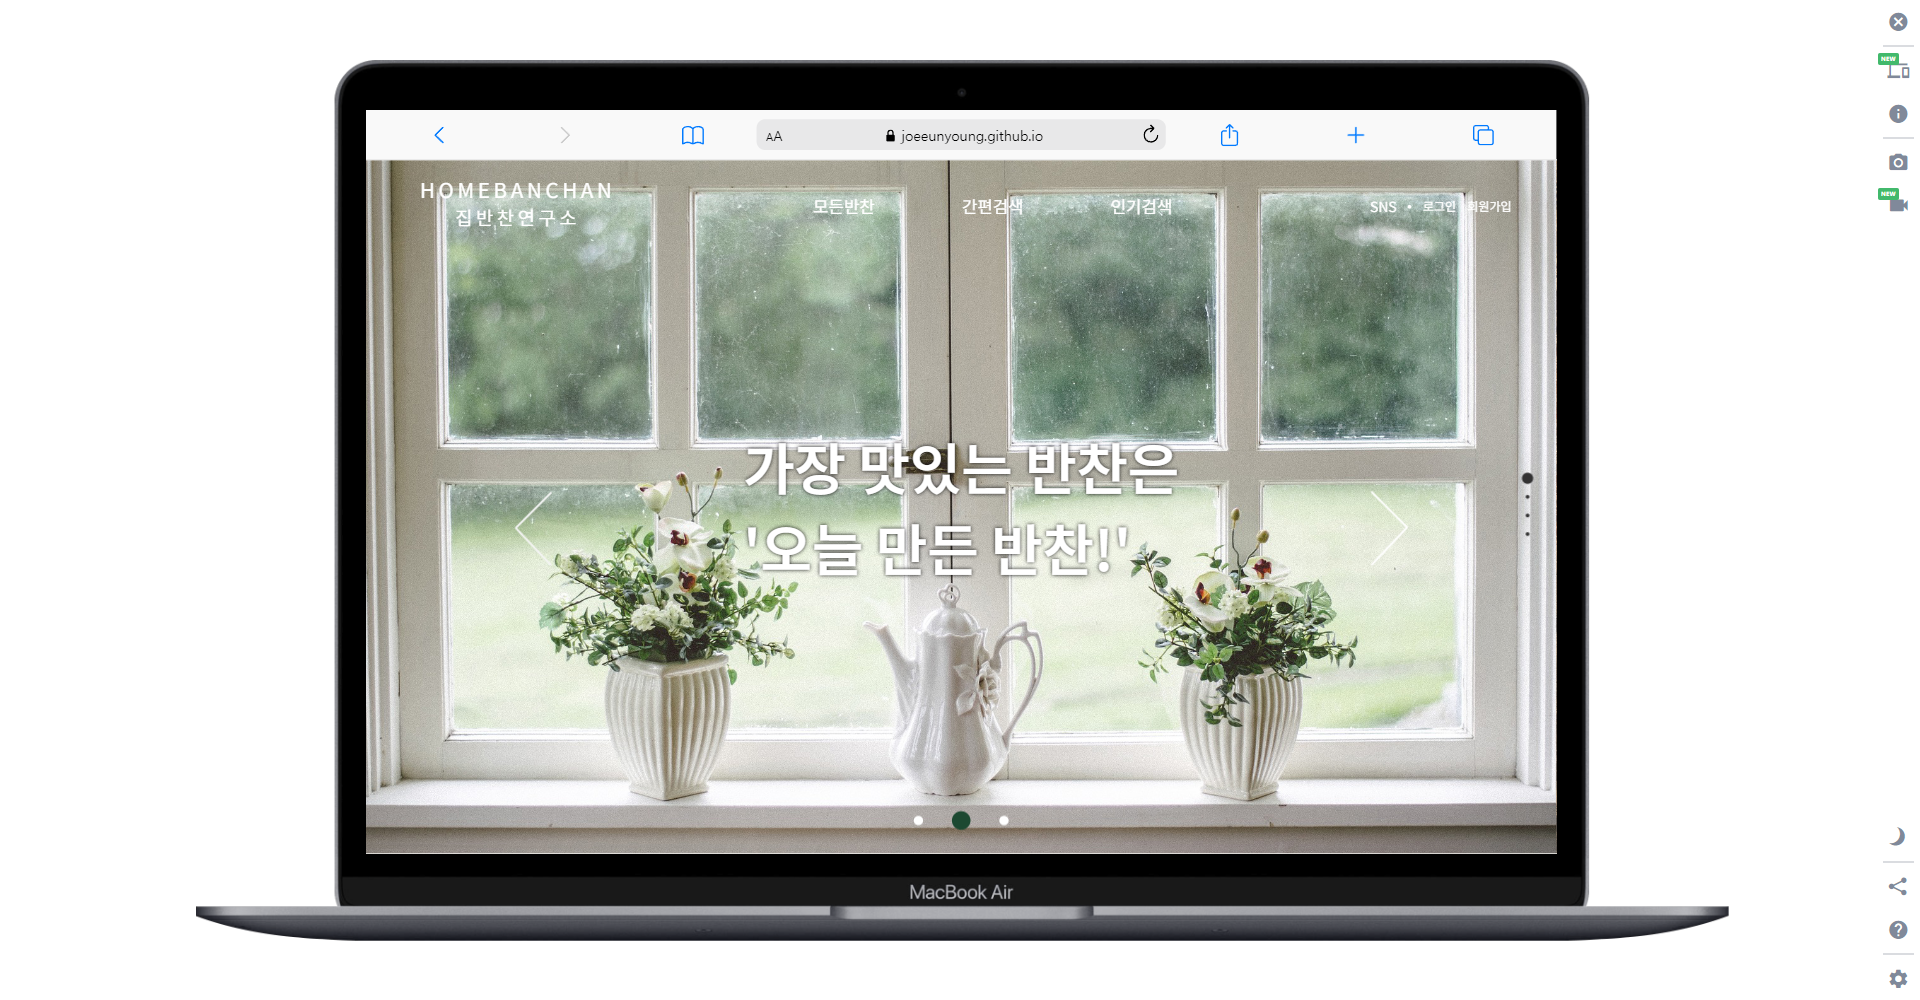 NEW
AA
joeeunyoung.github.io
HOMEBANCHAN
집반찬연구소
모든반찬 간편검색 인기검색 SNS • 로그인 회원가입
NEW
가장 맛있는 반찬은
'오늘 만든 반찬!'
MacBook Air